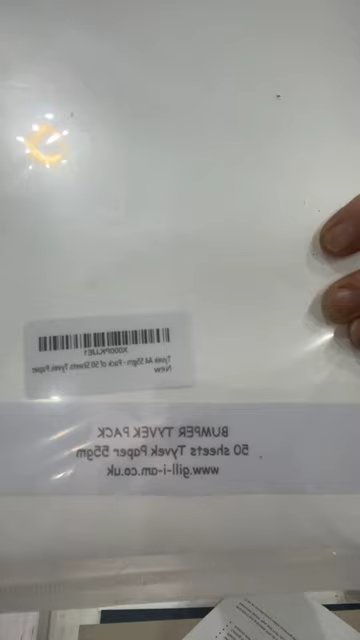 X000PKJJE1
Tyvek A4 55gm - Pack of 50 Sheets Tyvek Paper
New
BUMPER TYVEK PACK
50 sheets Tyvek Paper 55gm
www.gill-i-am.co.uk